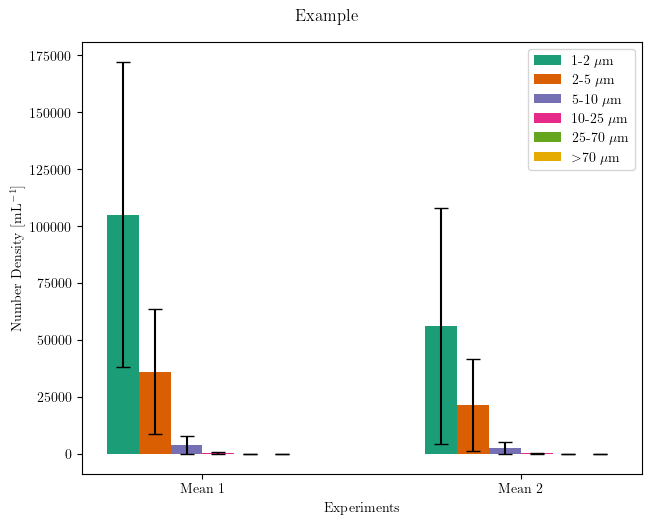 Example
Number Density [mL⁻¹]
175000
150000
125000
100000
75000
50000
25000
0
1-2 μm
2-5 μm
5-10 μm
10-25 μm
25-70 μm
>70 μm
Mean 1
Mean 2
Experiments